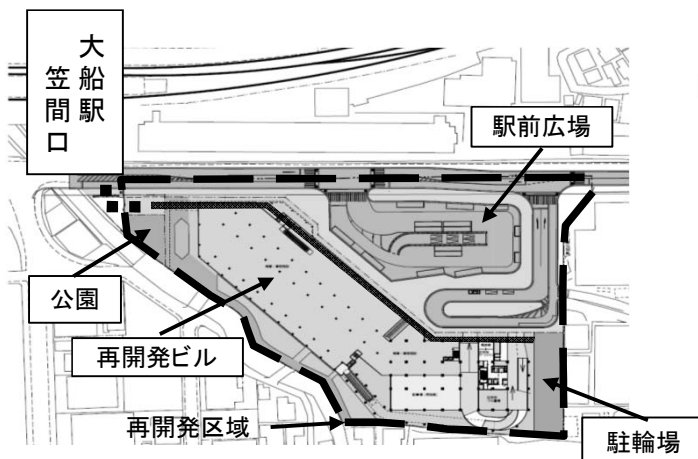 大船駅
笠間口
駅前広場
公園
再開発ビル
再開発区域
駐輪場